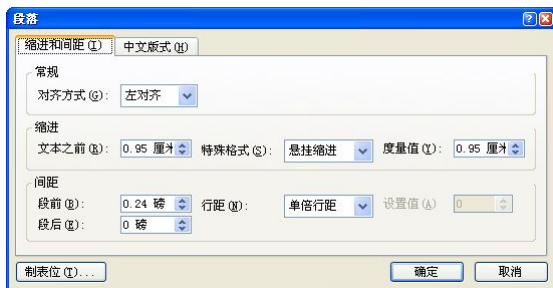 段落
缩进和间距(I) 中文版式(H)
常规
对齐方式(G): 左对齐
缩进
文本之前(R): 0.95 厘米 特殊格式(S): 悬挂缩进 度量值(Y): 0.95 厘米
间距
段前(B): 0.24 磅 行距(N): 单倍行距 设置值(A) 0
段后(E): 0 磅
制表位(T)... 确定 取消